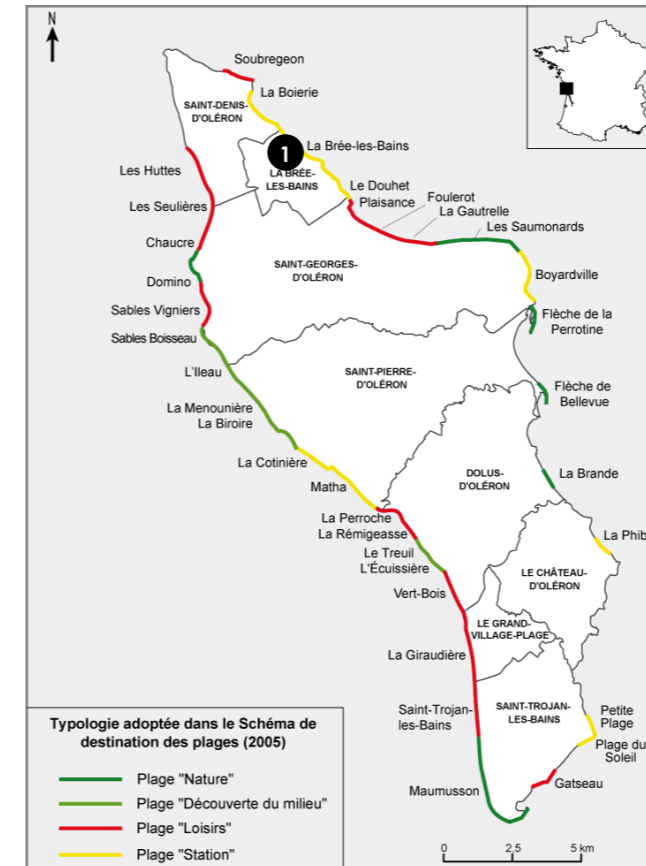 N
Soubregeon
SAINT-DENIS-
D'OLÉRON
La Boierie
1
La Brée-les-Bains
LA BRÉE-
LES-BAINS
Les Huttes
Le Douhet
Plaisance
Foulerot
La Gautrelle
Les Saumonards
Les Seulières
Chaucre
SAINT-GEORGES-
D'OLÉRON
Boyardville
Domino
Sables Vigniers
Flèche de la
Perrotine
Sables Boisseau
L'Ileau
SAINT-PIERRE-
D'OLÉRON
Flèche de
Bellevue
La Menounière
La Biroire
La Cotinière
DOLUS-
D'OLÉRON
La Brande
Matha
La Perroche
La Rémigeasse
La Phib
Le Treuil
L'Écuissière
LE CHÂTEAU-
D'OLÉRON
Vert-Bois
LE GRAND-
VILLAGE-PLAGE
La Giraudière
Saint-Trojan-
les-Bains
SAINT-TROJAN-
LES-BAINS
Petite
Plage
Plage du
Soleil
Gatseau
Maumusson
Typologie adoptée dans le Schéma de
destination des plages (2005)
Plage "Nature"
Plage "Découverte du milieu"
Plage "Loisirs"
Plage "Station"
0 2,5 5 km